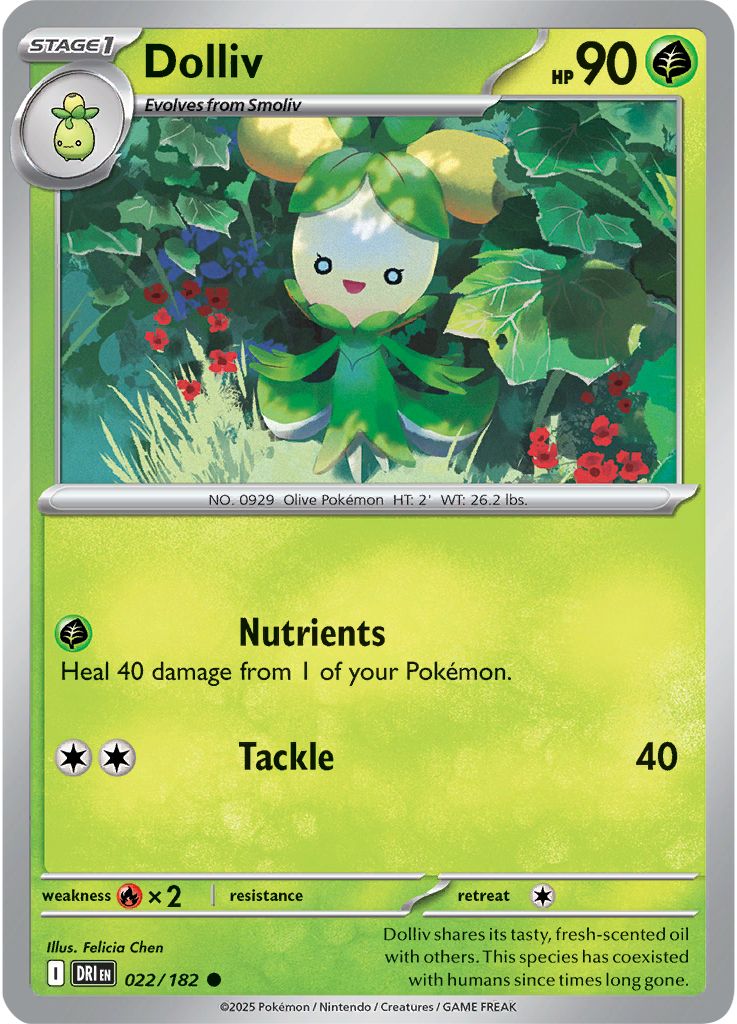 STAGE 1
Dolliv
HP 90
Evolves from Smoliv
NO. 0929 Olive Pokémon HT: 2' WT: 26.2 lbs.
Nutrients
Heal 40 damage from 1 of your Pokémon.
Tackle 40
weakness ×2 resistance retreat
Illus. Felicia Chen
I DRI EN 022/182
Dolliv shares its tasty, fresh-scented oil
with others. This species has coexisted
with humans since times long gone.
©2025 Pokémon / Nintendo / Creatures / GAME FREAK